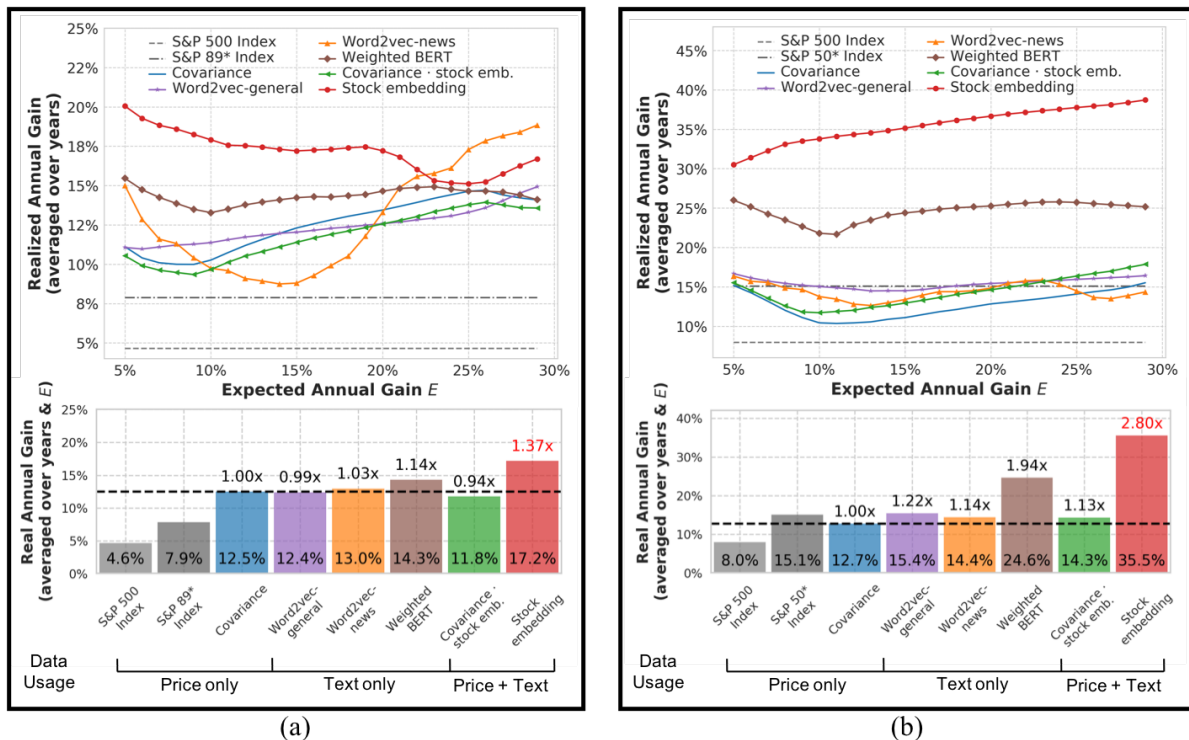 25%
22%
20%
18%
15%
12%
10%
8%
5%
Realized Annual Gain
(averaged over years)
S&P 500 Index
S&P 89* Index
Covariance
Word2vec-general
Word2vec-news
Weighted BERT
Covariance · stock emb.
Stock embedding
5% 10% 15% 20% 25% 30%
Expected Annual Gain E
25%
20%
15%
10%
5%
0%
Real Annual Gain
(averaged over years & E)
1.00x 0.99x 1.03x 1.14x 0.94x 1.37x
4.6% 7.9% 12.5% 12.4% 13.0% 14.3% 11.8% 17.2%
S&P 500
Index
S&P 89*
Index
Covariance
Word2vec-
general
Word2vec-
news
Weighted
BERT
Covariance ·
stock emb.
Stock
embedding
Data
Usage
Price only Text only Price + Text
(a)
45%
40%
35%
30%
25%
20%
15%
10%
Realized Annual Gain
(averaged over years)
S&P 500 Index
S&P 50* Index
Covariance
Word2vec-general
Word2vec-news
Weighted BERT
Covariance · stock emb.
Stock embedding
5% 10% 15% 20% 25% 30%
Expected Annual Gain E
40%
30%
20%
10%
0%
Real Annual Gain
(averaged over years & E)
1.00x 1.22x 1.14x 1.94x 1.13x 2.80x
8.0% 15.1% 12.7% 15.4% 14.4% 24.6% 14.3% 35.5%
S&P 500
Index
S&P 50*
Index
Covariance
Word2vec-
general
Word2vec-
news
Weighted
BERT
Covariance ·
stock emb.
Stock
embedding
Data
Usage
Price only Text only Price + Text
(b)